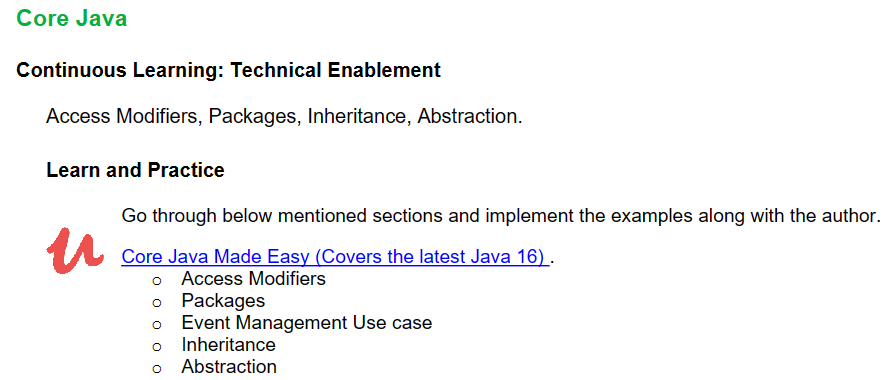 Core Java
Continuous Learning: Technical Enablement
Access Modifiers, Packages, Inheritance, Abstraction.
Learn and Practice
Go through below mentioned sections and implement the examples along with the author.
u
Core Java Made Easy (Covers the latest Java 16) .
o Access Modifiers
o Packages
o Event Management Use case
o Inheritance
o Abstraction